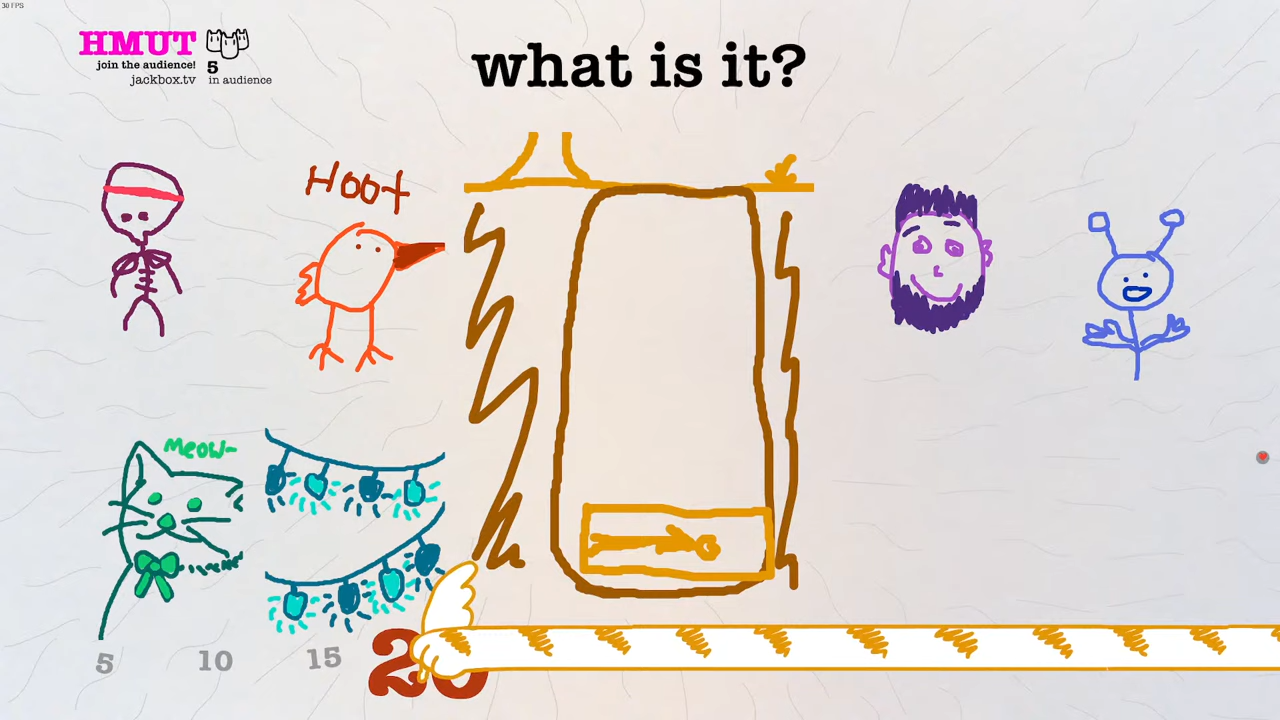 30 FPS
HMUT
join the audience!
jackbox.tv
5
in audience
what is it?
Hoot
meow~
5 10 15 20